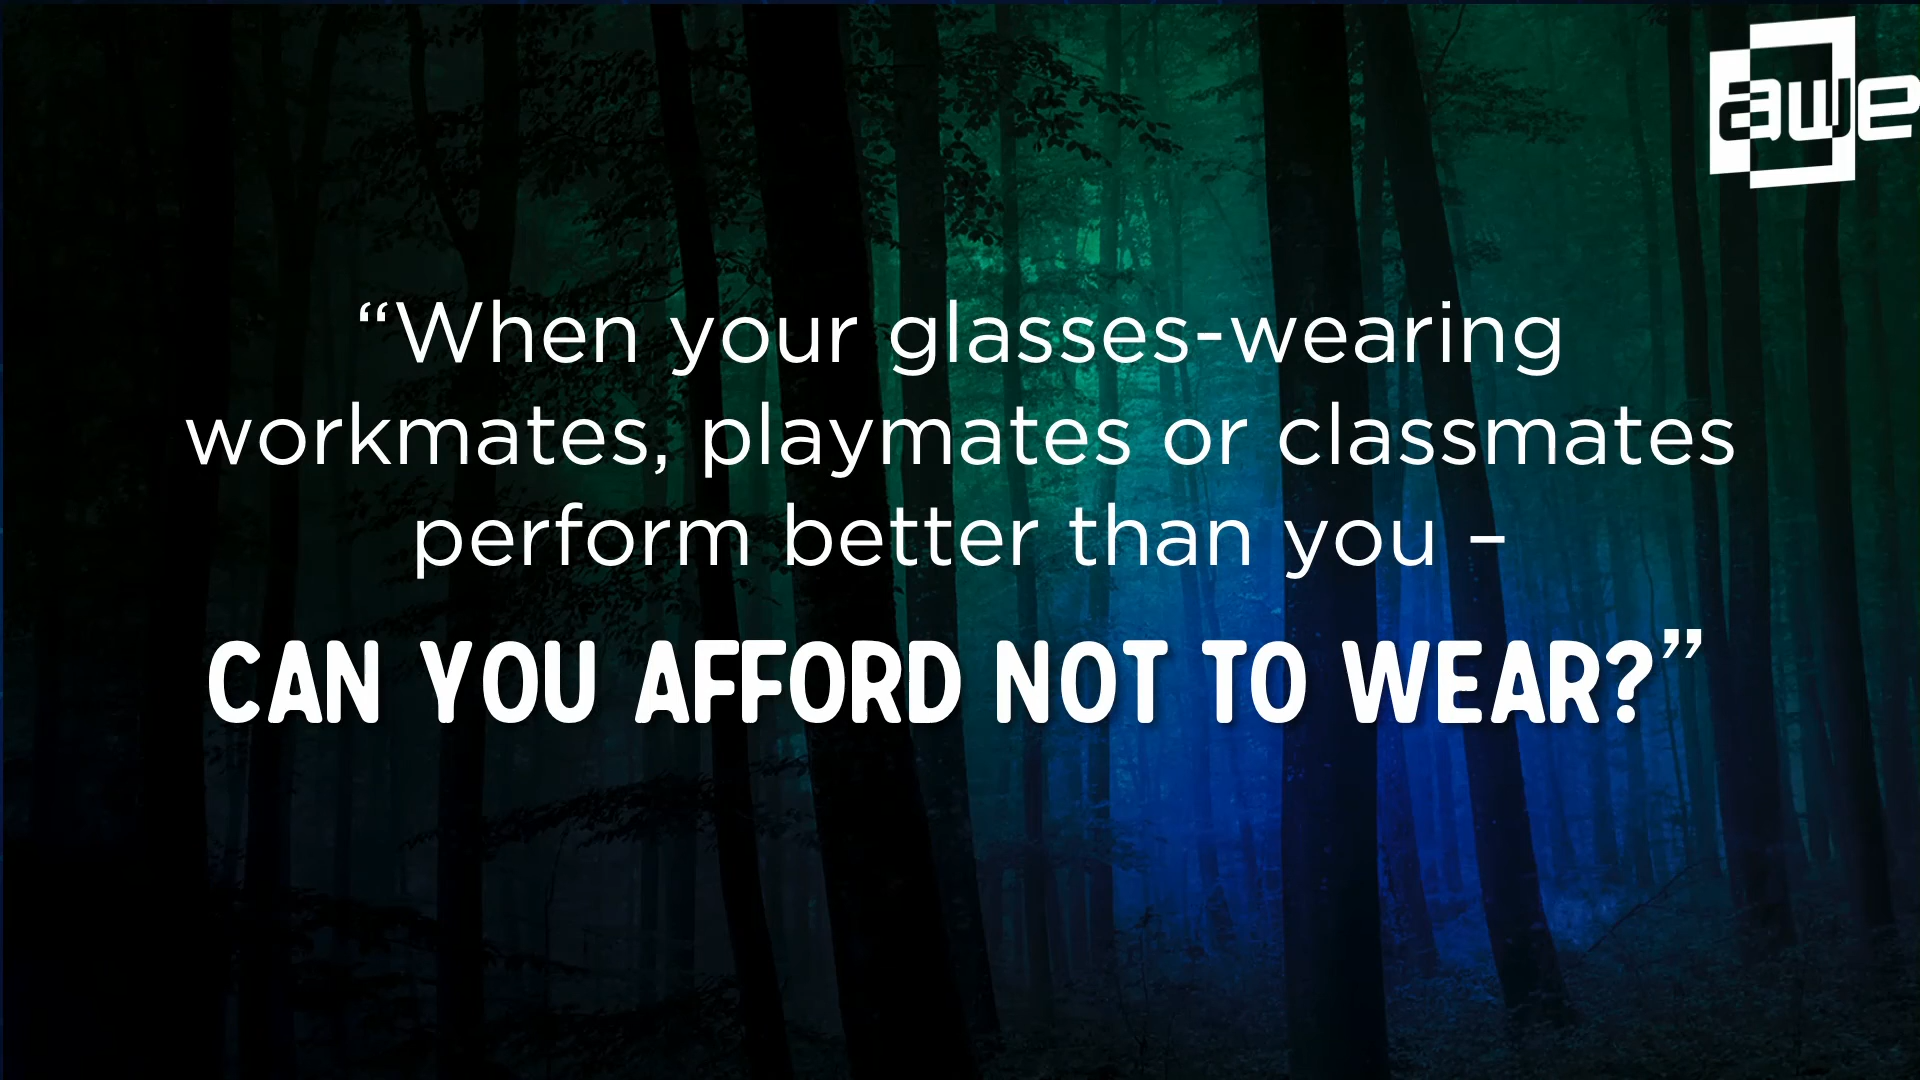 awe
“When your glasses-wearing
workmates, playmates or classmates
perform better than you –
CAN YOU AFFORD NOT TO WEAR?”